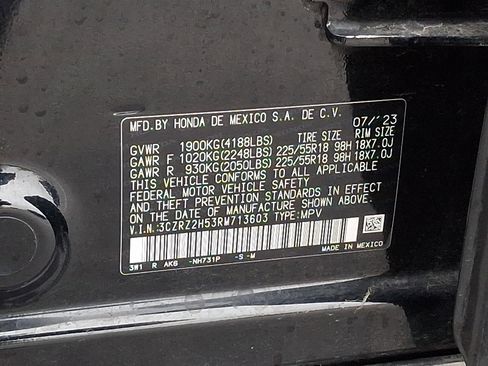 MFD.BY HONDA DE MEXICO S.A. DE C.V. 07/'23
GVWR 1900KG(4188LBS) TIRE SIZE RIM SIZE
GAWR F 1020KG(2248LBS) 225/55R18 98H 18X7.0J
GAWR R 930KG(2050LBS) 225/55R18 98H 18X7.0J
THIS VEHICLE CONFORMS TO ALL APPLICABLE
FEDERAL MOTOR VEHICLE SAFETY
AND THEFT PREVENTION STANDARDS IN EFFECT
ON THE DATE OF MANUFACTURE SHOWN ABOVE.
V.I.N.:3CZRZ2H53RM713603 TYPE:MPV
3W1 R AKG -NH731P -S -M MADE IN MEXICO